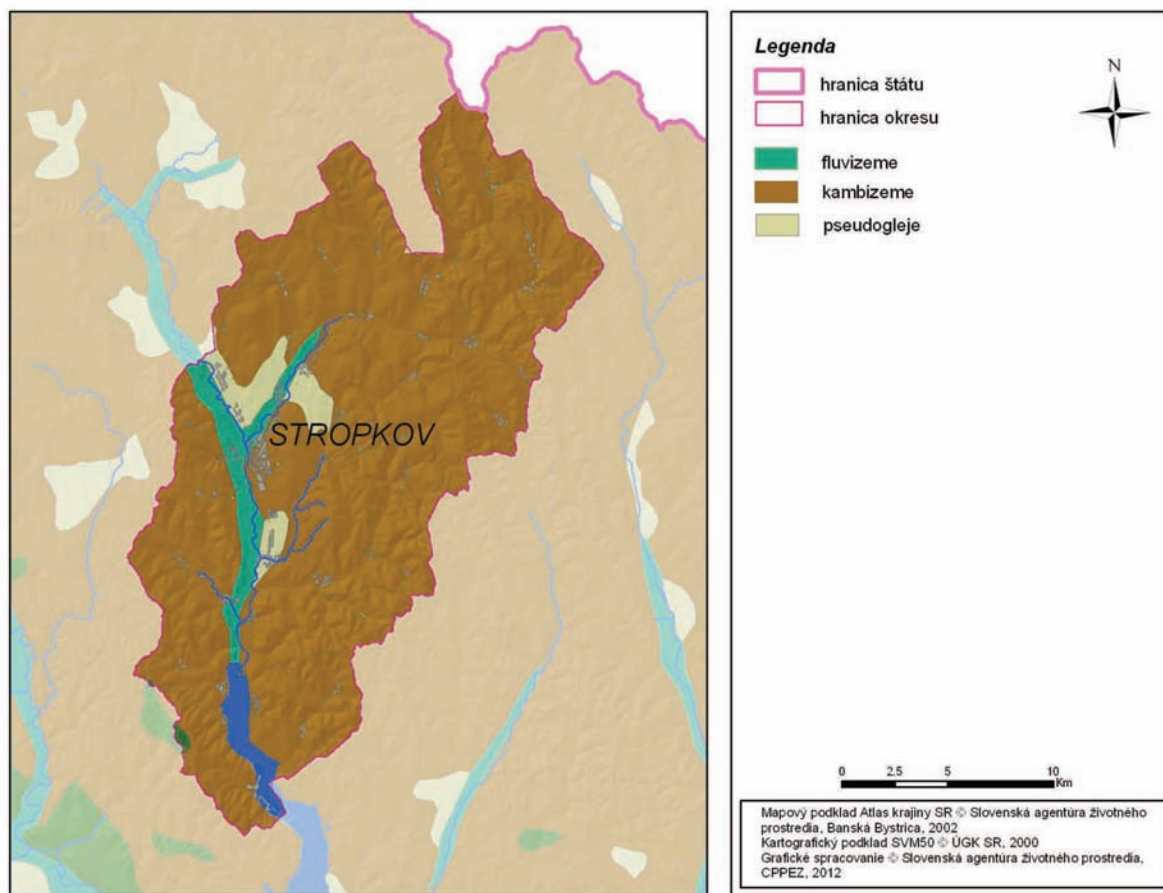 STROPKOV
Legenda
N
hranica štátu
hranica okresu
fluvizeme
kambizeme
pseudogleje
0 2.5 5 10
Km
Mapový podklad Atlas krajiny SR © Slovenská agentúra životného
prostredia, Banská Bystrica, 2002
Kartografický podklad SVM50 © ÚGK SR, 2000
Grafické spracovanie © Slovenská agentúra životného prostredia,
CPPEZ, 2012